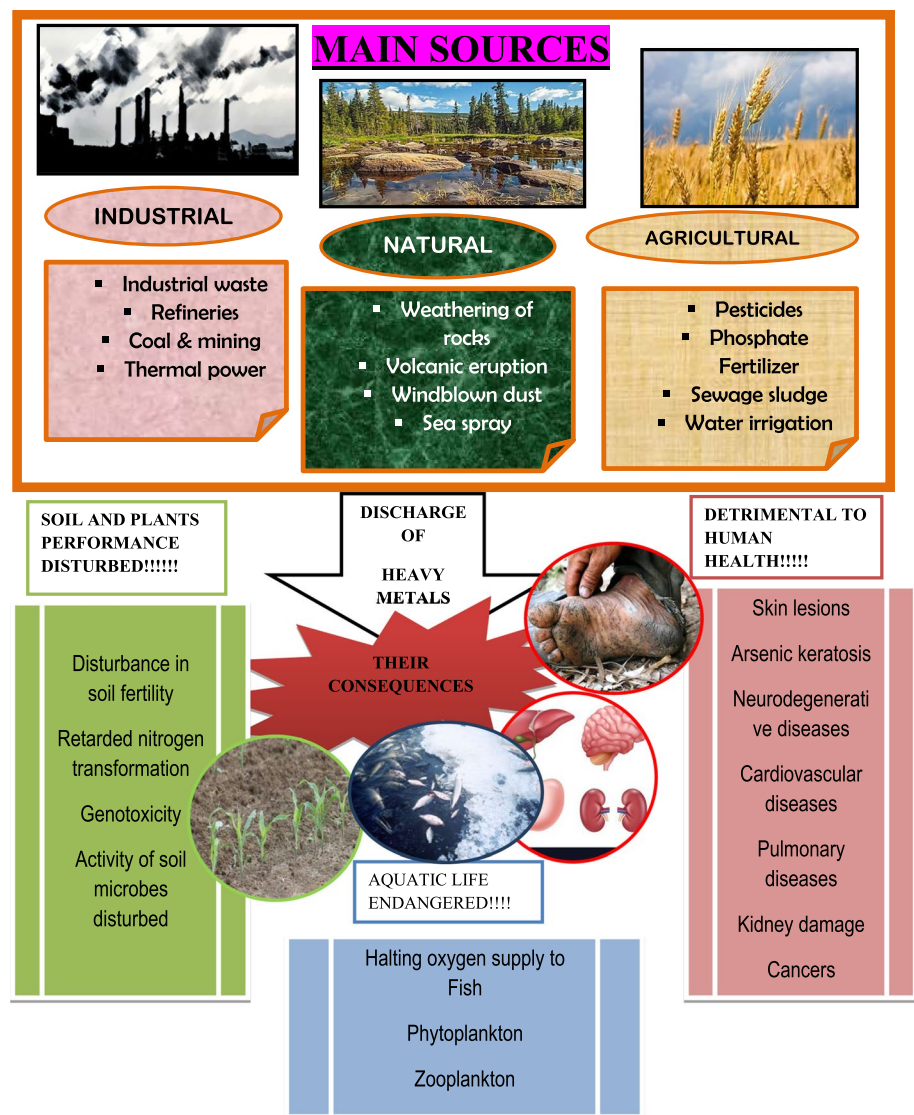 MAIN SOURCES
INDUSTRIAL
▪ Industrial waste
▪ Refineries
▪ Coal & mining
▪ Thermal power
NATURAL
▪ Weathering of
rocks
▪ Volcanic eruption
▪ Windblown dust
▪ Sea spray
AGRICULTURAL
▪ Pesticides
▪ Phosphate
Fertilizer
▪ Sewage sludge
▪ Water irrigation
DISCHARGE
OF
HEAVY
METALS
THEIR
CONSEQUENCES
SOIL AND PLANTS
PERFORMANCE
DISTURBED!!!!!!
Disturbance in
soil fertility
Retarded nitrogen
transformation
Genotoxicity
Activity of soil
microbes
disturbed
AQUATIC LIFE
ENDANGERED!!!!
Halting oxygen supply to
Fish
Phytoplankton
Zooplankton
DETRIMENTAL TO
HUMAN
HEALTH!!!!!
Skin lesions
Arsenic keratosis
Neurodegenerati
ve diseases
Cardiovascular
diseases
Pulmonary
diseases
Kidney damage
Cancers